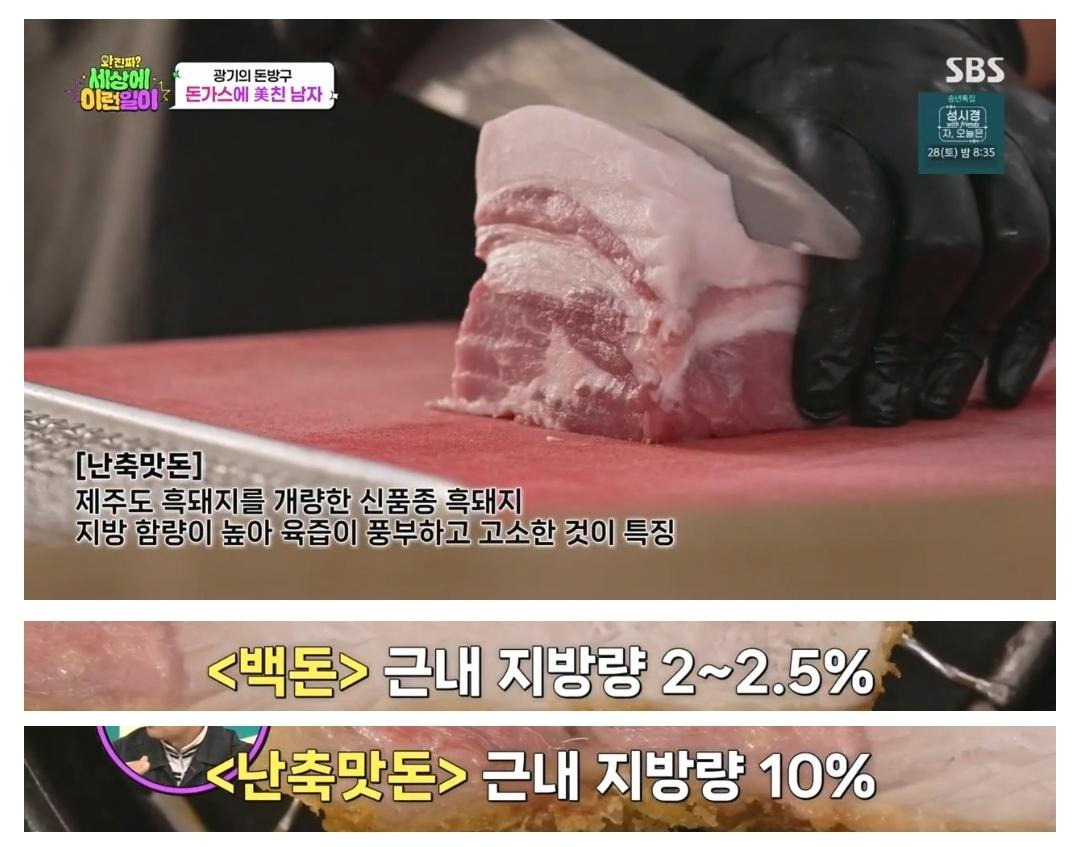 와진짜?
세상에
이런일이
광기의 돈방구
돈가스에 美친 남자
SBS
송년특집
성시경
with friends
자, 오늘은
28(토) 밤 8:35
[난축맛돈]
제주도 흑돼지를 개량한 신품종 흑돼지
지방 함량이 높아 육즙이 풍부하고 고소한 것이 특징
<백돈> 근내 지방량 2~2.5%
<난축맛돈> 근내 지방량 10%